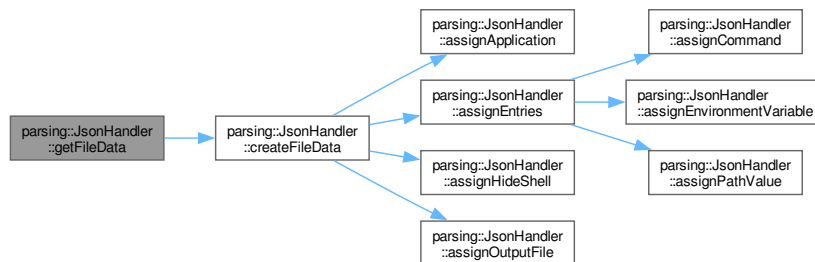 parsing::JsonHandler
::getFileData
parsing::JsonHandler
::createFileData
parsing::JsonHandler
::assignApplication
parsing::JsonHandler
::assignEntries
parsing::JsonHandler
::assignHideShell
parsing::JsonHandler
::assignOutputFile
parsing::JsonHandler
::assignCommand
parsing::JsonHandler
::assignEnvironmentVariable
parsing::JsonHandler
::assignPathValue